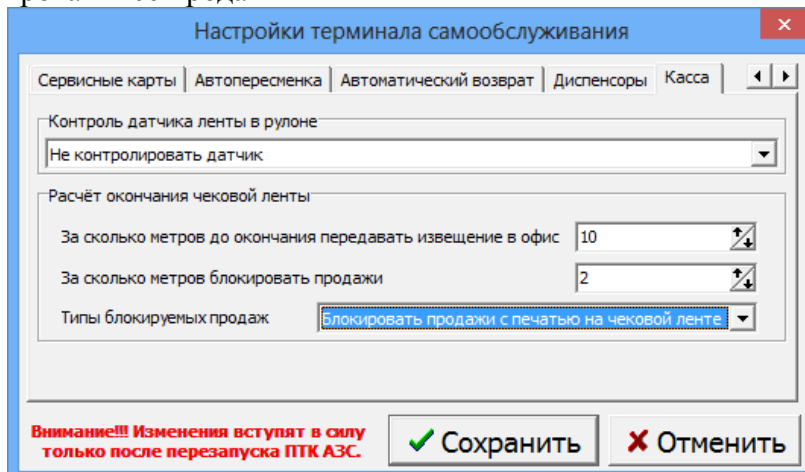 Настройки терминала самообслуживания
Сервисные карты Автопересменка Автоматический возврат Диспенсоры Касса
Контроль датчика ленты в рулоне
Не контролировать датчик
Расчёт окончания чековой ленты
За сколько метров до окончания передавать извещение в офис 10
За сколько метров блокировать продажи 2
Типы блокируемых продаж Блокировать продажи с печатью на чековой ленте
Внимание!!! Изменения вступят в силу
только после перезапуска ПТК АЗС.
Сохранить Отменить